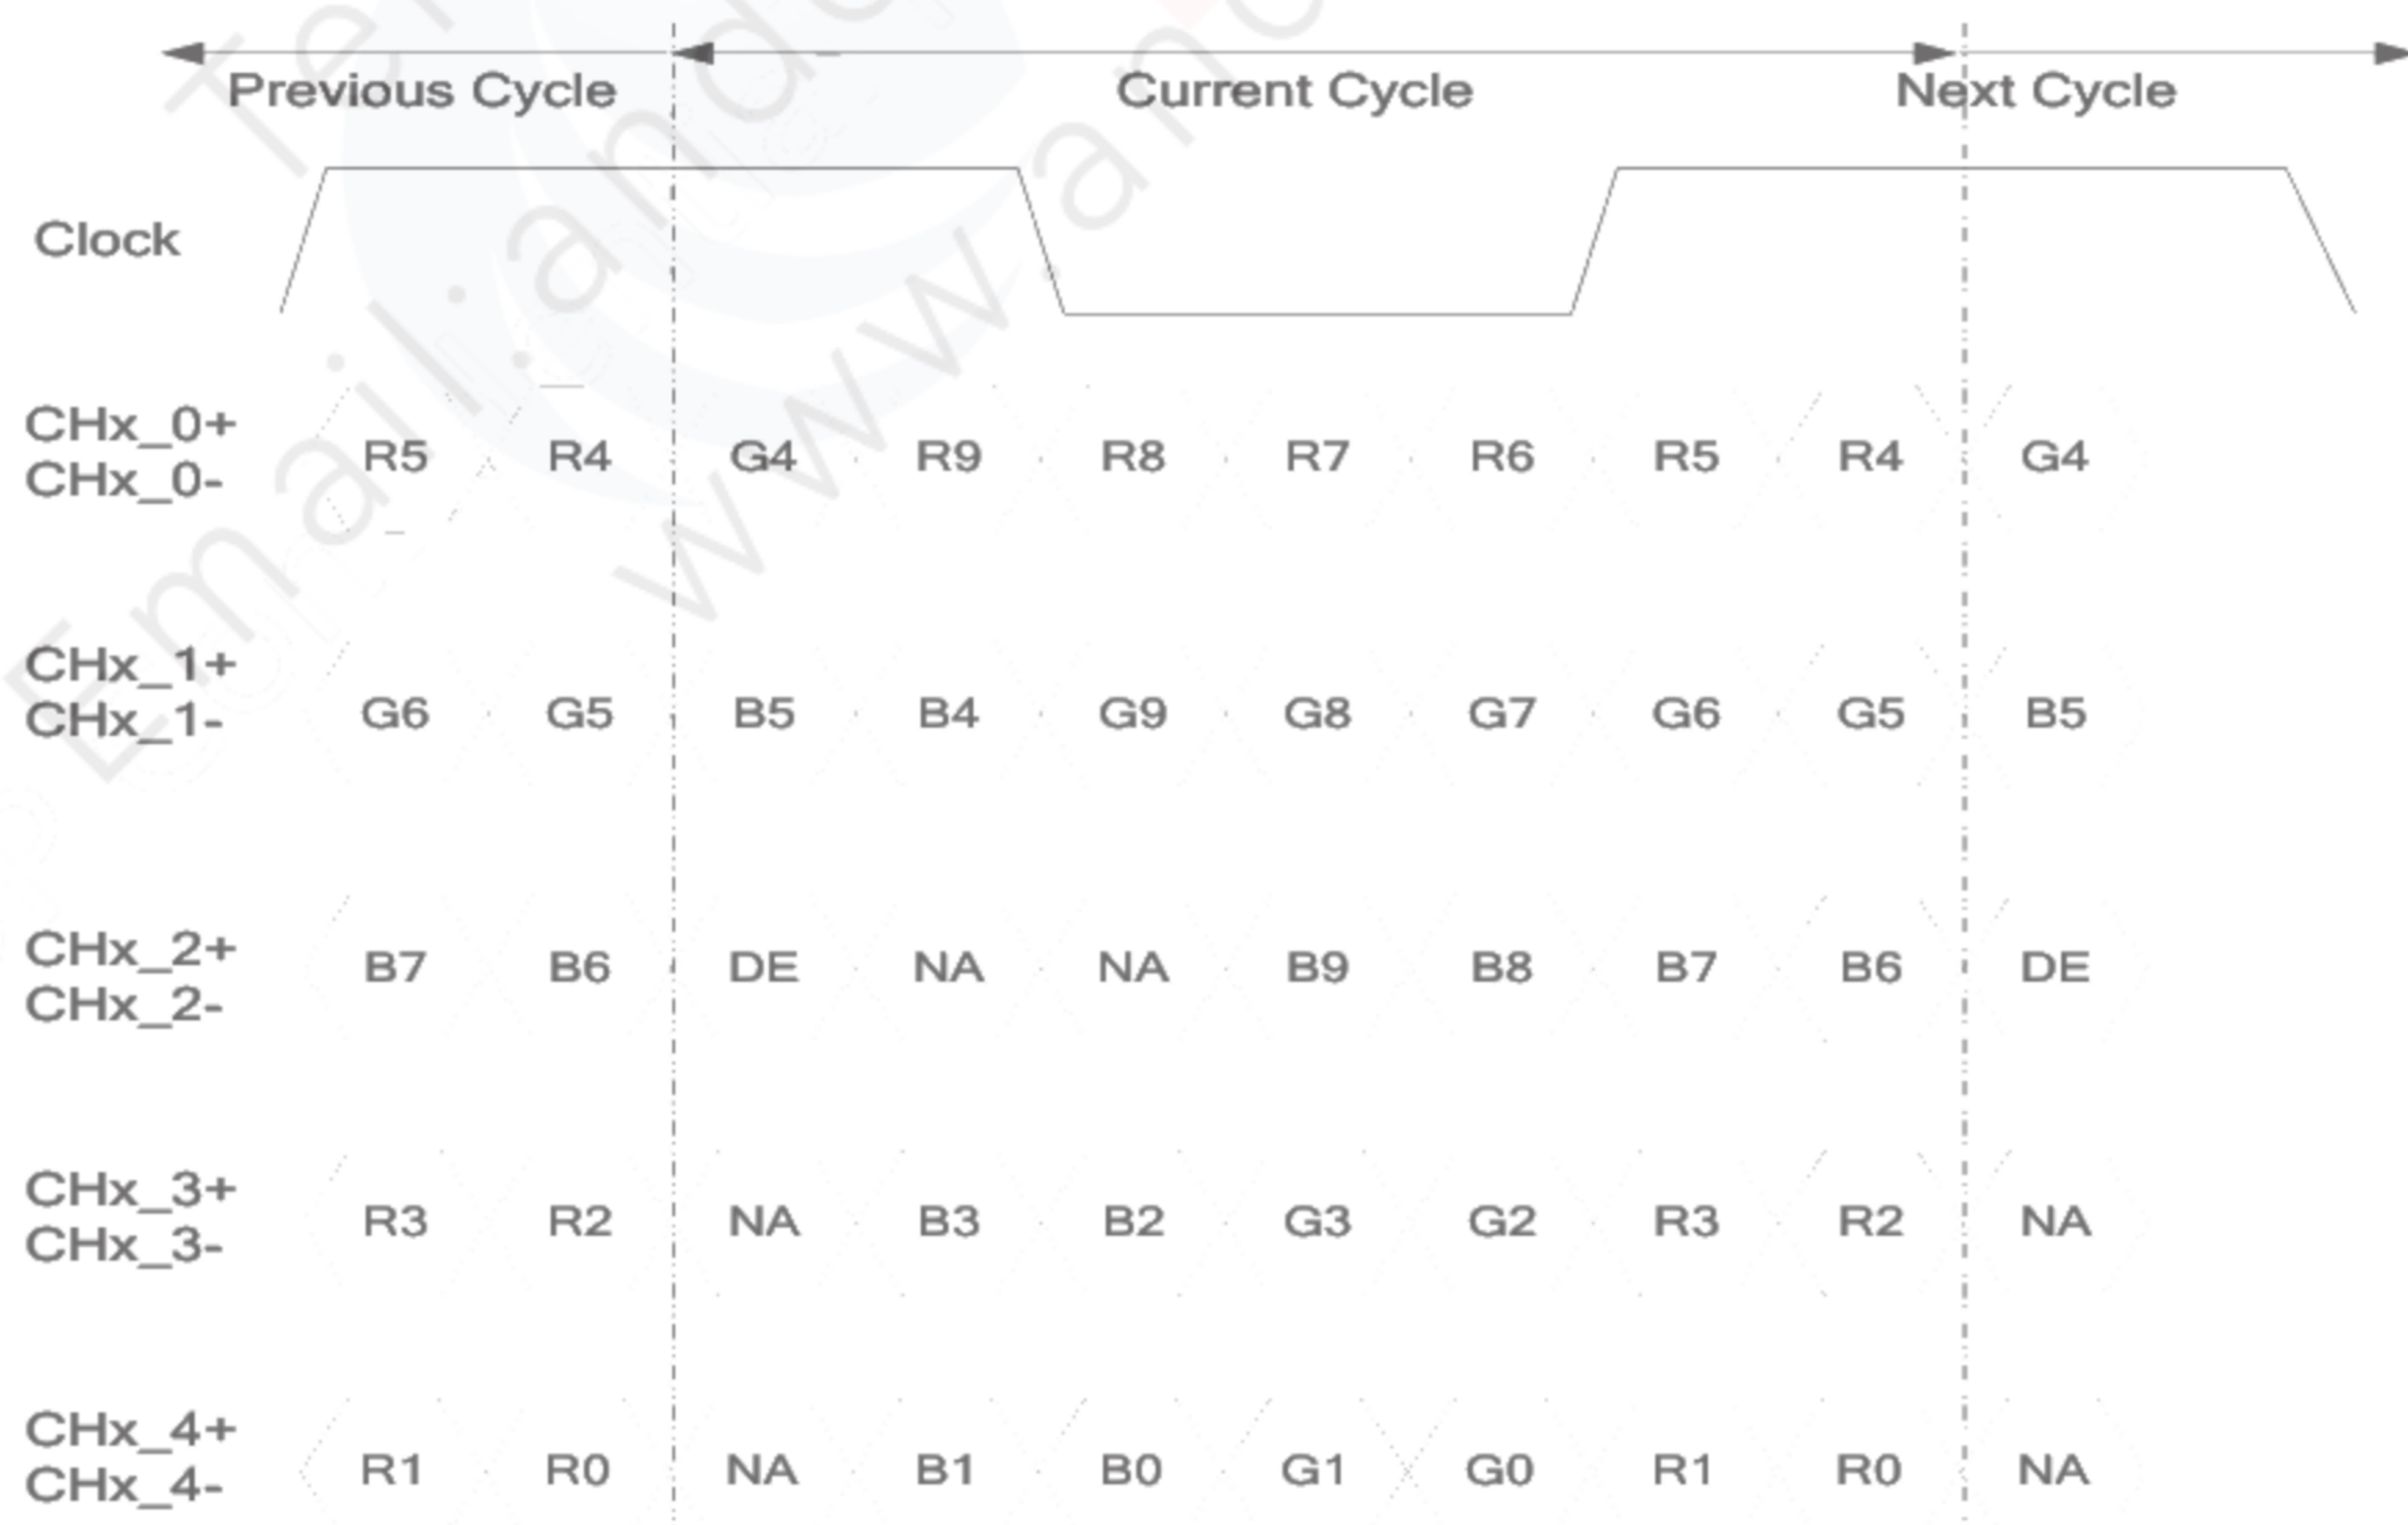 Previous Cycle Current Cycle Next Cycle
Clock
CHx_0+
CHx_0-
R5 R4 G4 R9 R8 R7 R6 R5 R4 G4
CHx_1+
CHx_1-
G6 G5 B5 B4 G9 G8 G7 G6 G5 B5
CHx_2+
CHx_2-
B7 B6 DE NA NA B9 B8 B7 B6 DE
CHx_3+
CHx_3-
R3 R2 NA B3 B2 G3 G2 R3 R2 NA
CHx_4+
CHx_4-
R1 R0 NA B1 B0 G1 G0 R1 R0 NA
Email:
www.